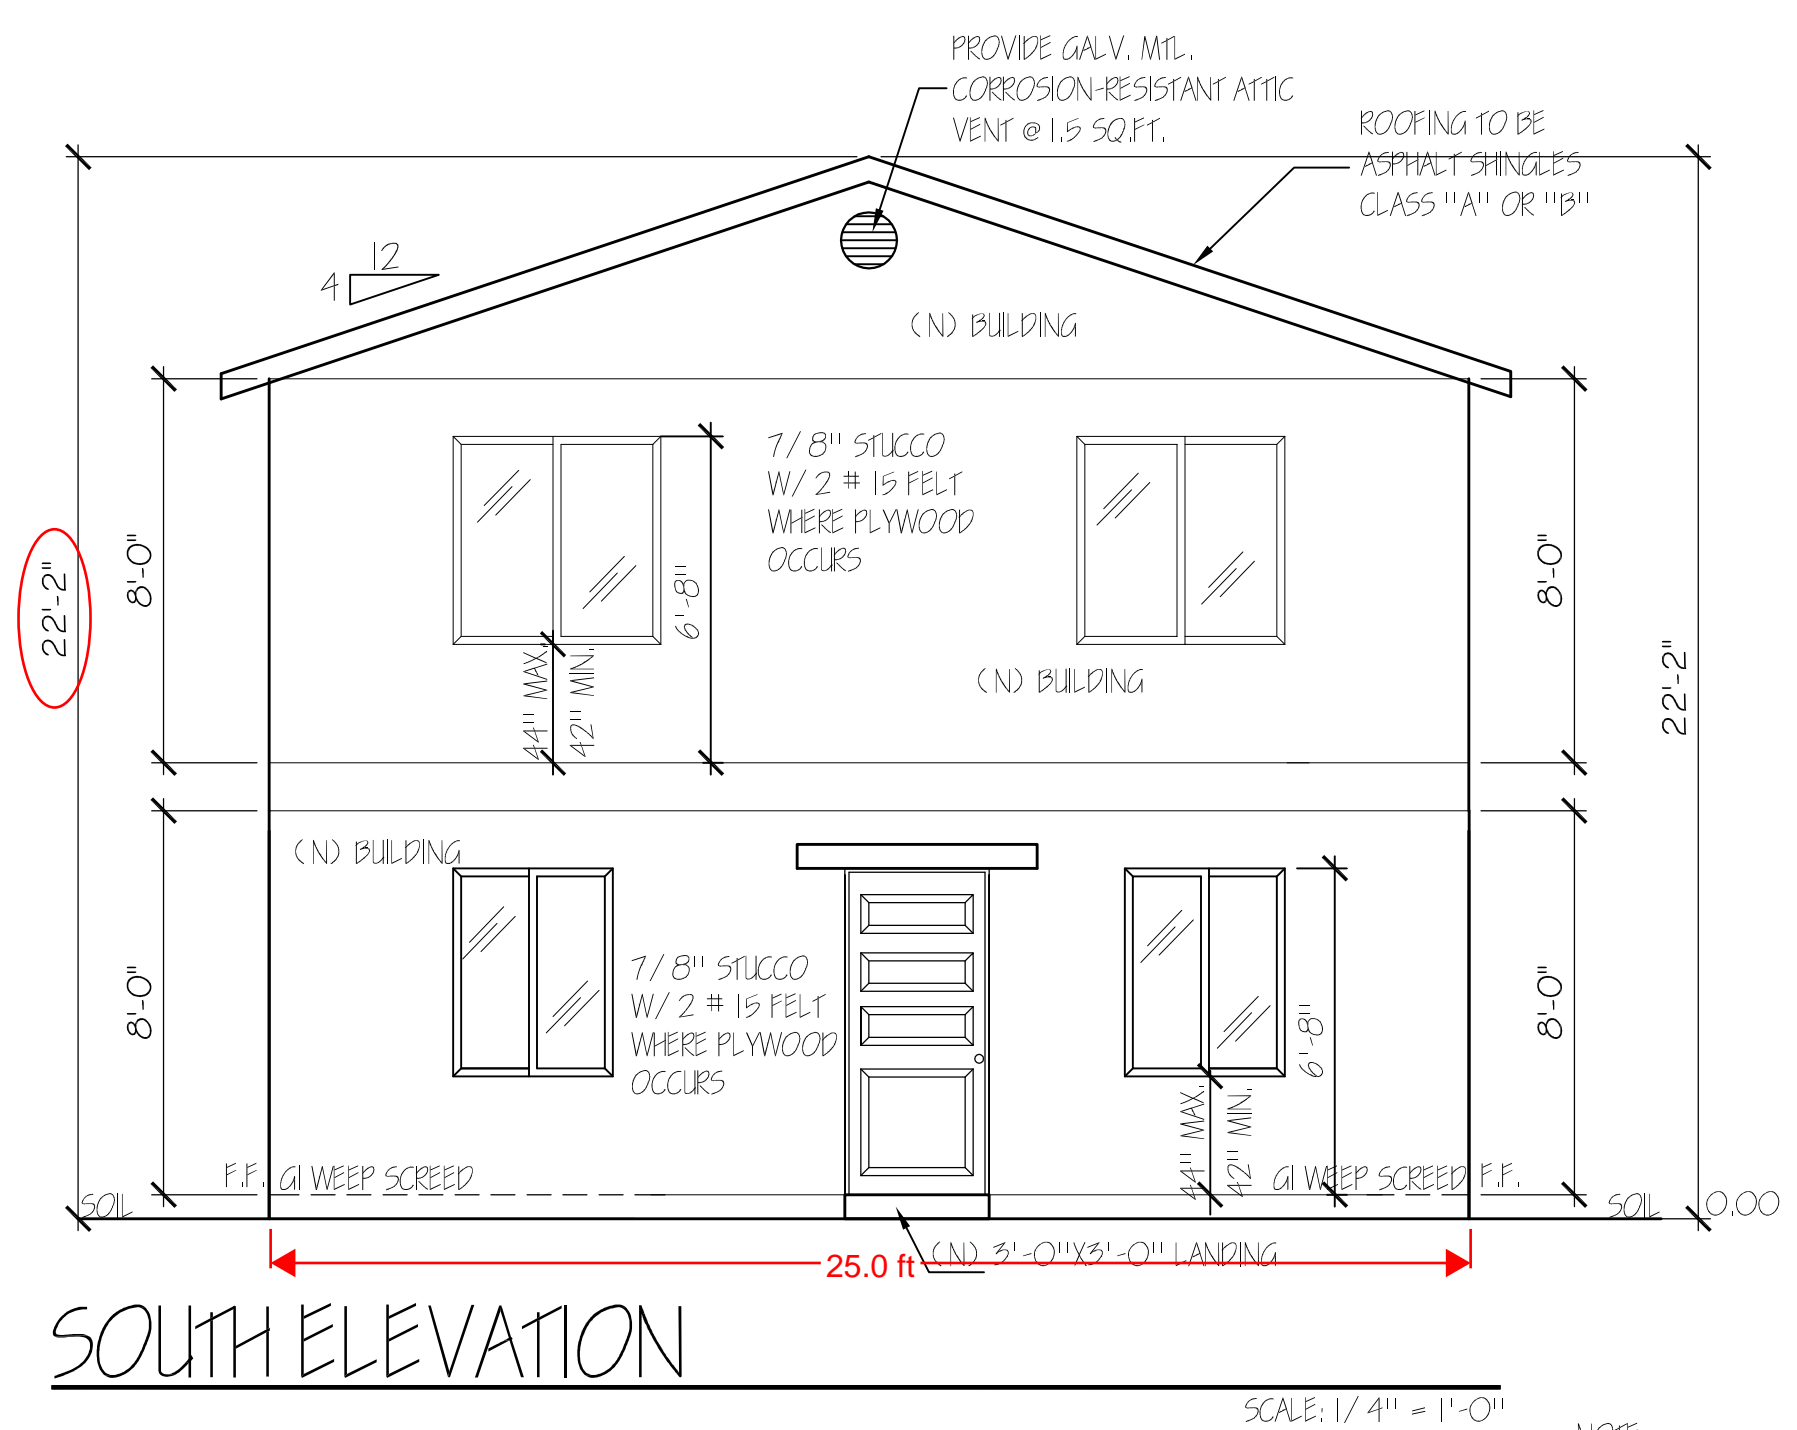 PROVIDE GALV. MTL.
CORROSION-RESISTANT ATTIC
VENT @ 1.5 SQ.FT.
ROOFING TO BE
ASPHALT SHINGLES
CLASS "A" OR "B"
12
4
(N) BUILDING
7/8" STUCCO
W/ 2 # 15 FELT
WHERE PLYWOOD
OCCURS
22'-2"
8'-0"
6'-8"
8'-0"
44" MAX.
42" MIN.
(N) BUILDING
22'-2"
(N) BUILDING
7/8" STUCCO
W/ 2 # 15 FELT
WHERE PLYWOOD
OCCURS
8'-0"
6'-8"
8'-0"
44" MAX.
42" MIN.
F.F. GI WEEP SCREED
GI WEEP SCREED F.F.
SOIL
SOIL
0.00
25.0 ft
(N) 3'-0"X3'-0" LANDING
SOUTH ELEVATION
SCALE: 1/4" = 1'-0"